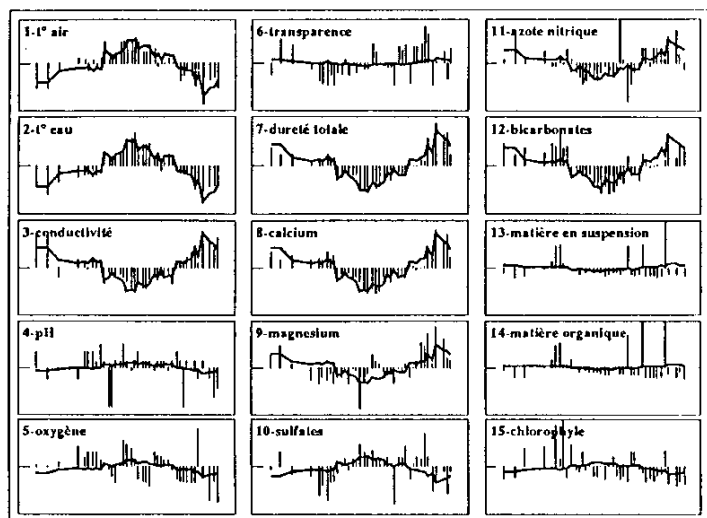 1-t° air
6-transparence
11-azote nitrique
2-t° eau
7-dureté totale
12-bicarbonates
3-conductivité
8-calcium
13-matière en suspension
4-pH
9-magnesium
14-matière organique
5-oxygène
10-sulfates
15-chlorophyle